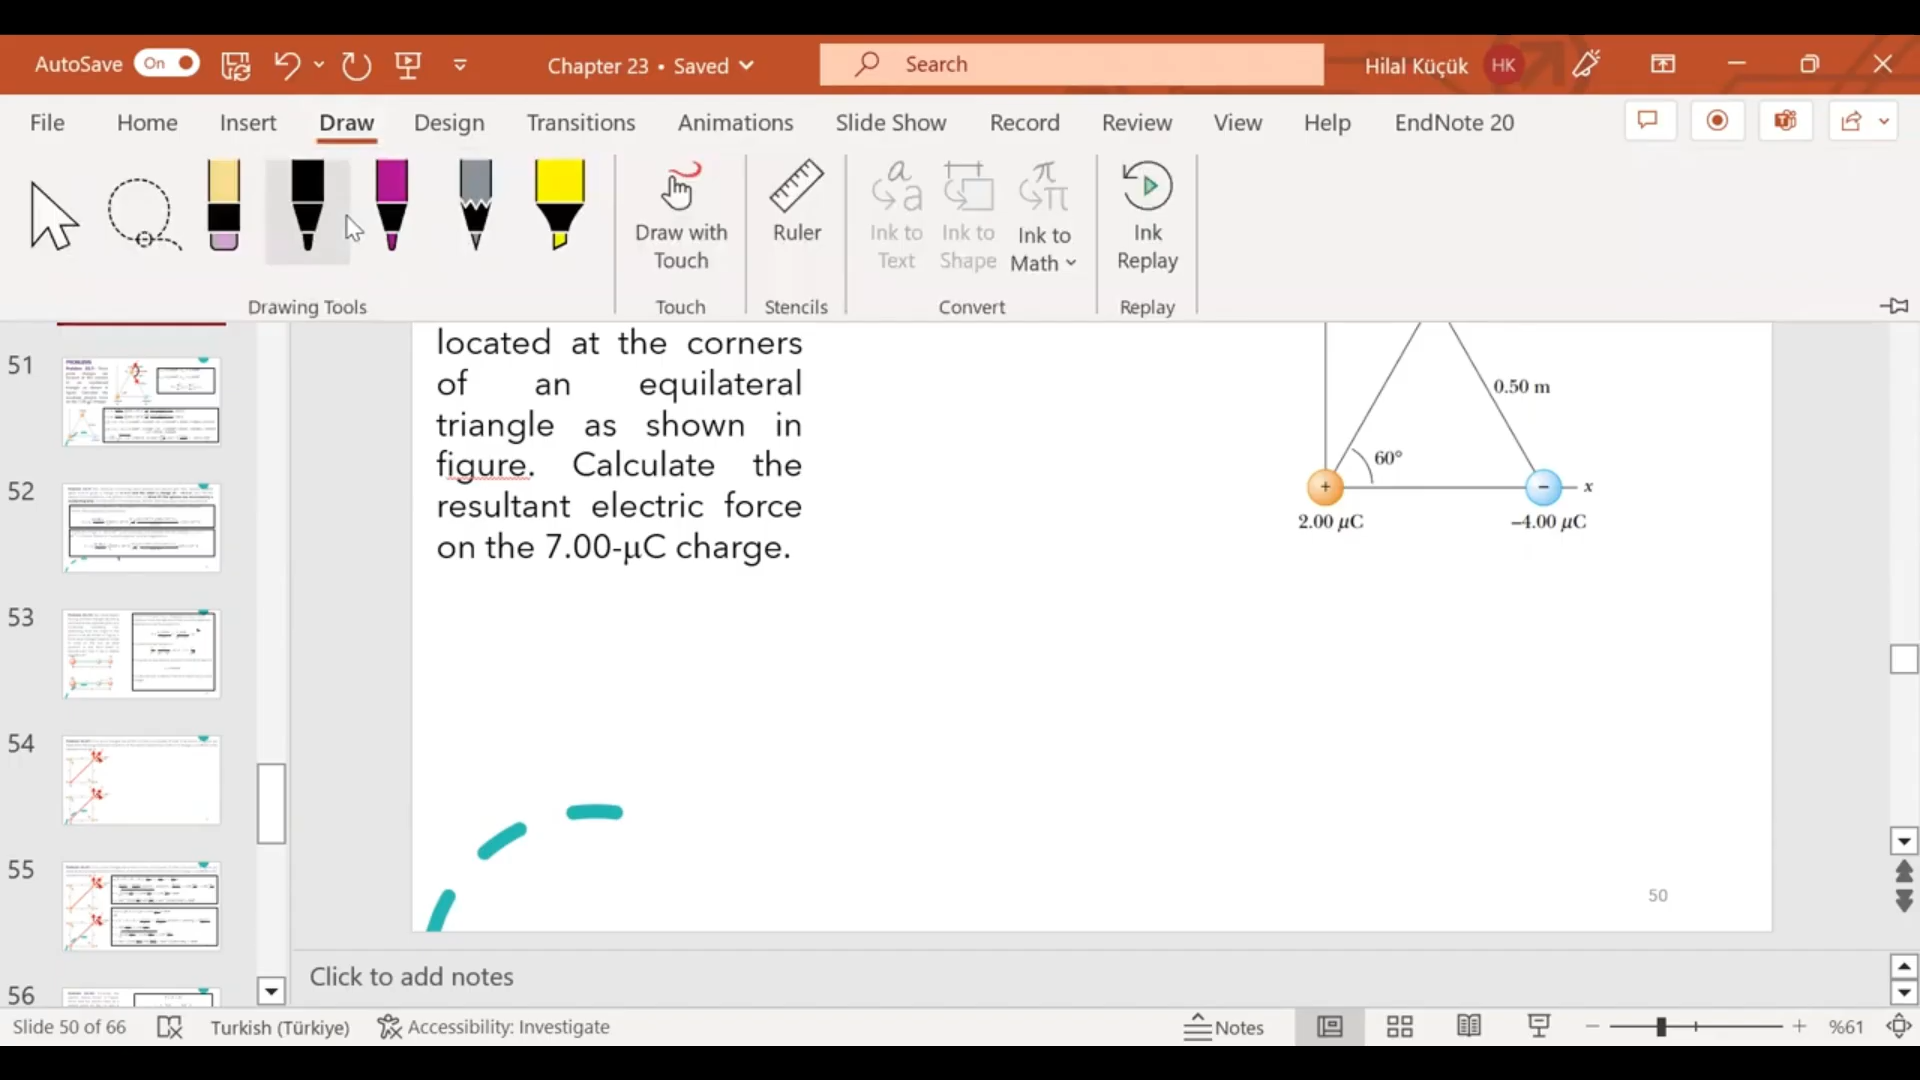 AutoSave On Chapter 23 • Saved Search Hilal Küçük HK
File Home Insert Draw Design Transitions Animations Slide Show Record Review View Help EndNote 20
Draw with Touch
Ruler
Ink to Text
Ink to Shape
Ink to Math
Ink Replay
Drawing Tools Touch Stencils Convert Replay
51
52
53
54
55
56
located at the corners
of an equilateral
triangle as shown in
figure. Calculate the
resultant electric force
on the 7.00-μC charge.
0.50 m
60°
+
−
x
2.00 μC
−4.00 μC
50
Click to add notes
Slide 50 of 66 Turkish (Türkiye) Accessibility: Investigate Notes %61